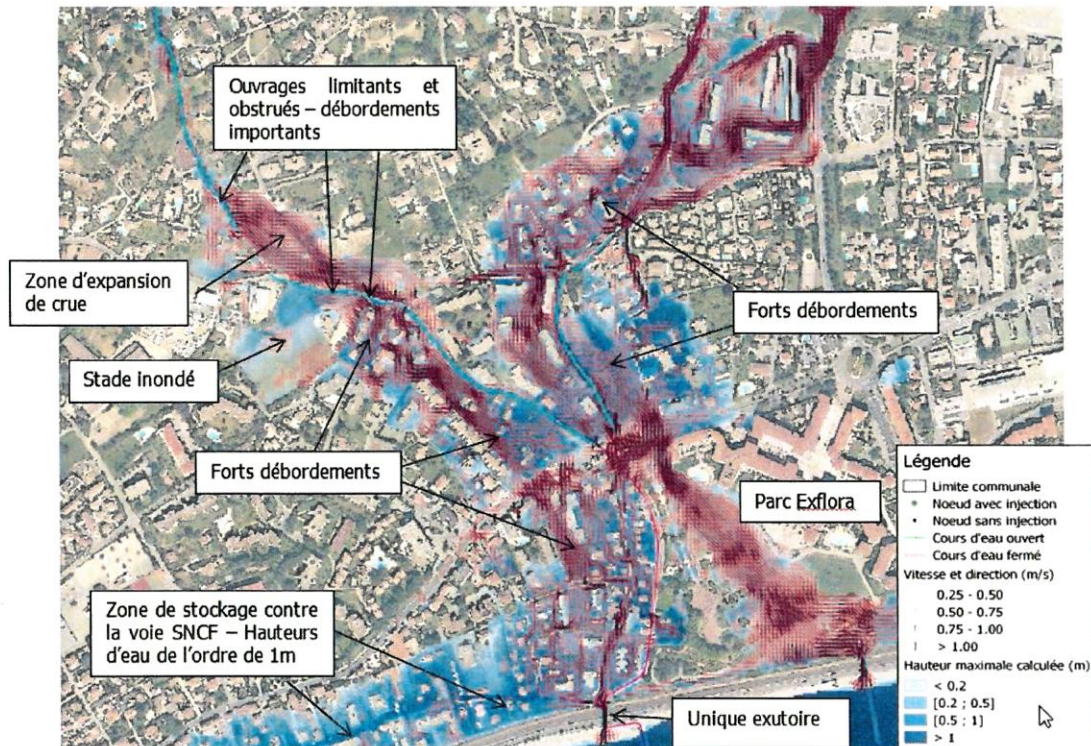 Ouvrages limitants et
obstrués – débordements
importants
Zone d'expansion
de crue
Forts débordements
Stade inondé
Forts débordements
Parc Exflora
Zone de stockage contre
la voie SNCF – Hauteurs
d'eau de l'ordre de 1m
Unique exutoire
Légende
Limite communale
Noeud avec injection
Noeud sans injection
Cours d'eau ouvert
Cours d'eau fermé
Vitesse et direction (m/s)
0.25 - 0.50
0.50 - 0.75
0.75 - 1.00
> 1.00
Hauteur maximale calculée (m)
< 0.2
[0.2 ; 0.5]
[0.5 ; 1]
> 1